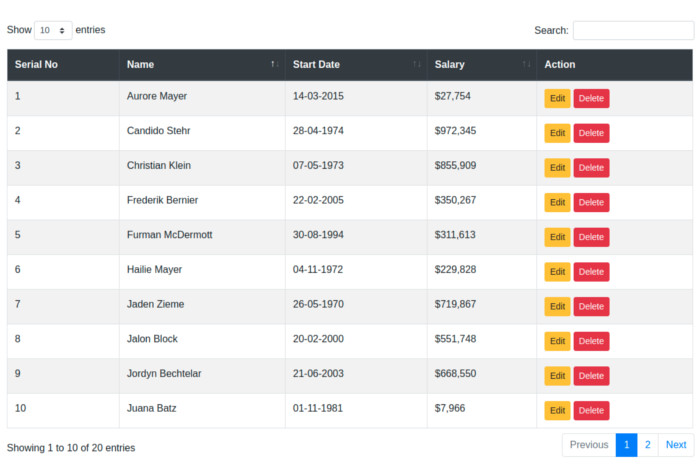 Show 10 entries Search:
Serial No Name Start Date Salary Action
1 Aurore Mayer 14-03-2015 $27,754 Edit Delete
2 Candido Stehr 28-04-1974 $972,345 Edit Delete
3 Christian Klein 07-05-1973 $855,909 Edit Delete
4 Frederik Bernier 22-02-2005 $350,267 Edit Delete
5 Furman McDermott 30-08-1994 $311,613 Edit Delete
6 Hailie Mayer 04-11-1972 $229,828 Edit Delete
7 Jaden Zieme 26-05-1970 $719,867 Edit Delete
8 Jalon Block 20-02-2000 $551,748 Edit Delete
9 Jordyn Bechtelar 21-06-2003 $668,550 Edit Delete
10 Juana Batz 01-11-1981 $7,966 Edit Delete
Showing 1 to 10 of 20 entries Previous 1 2 Next